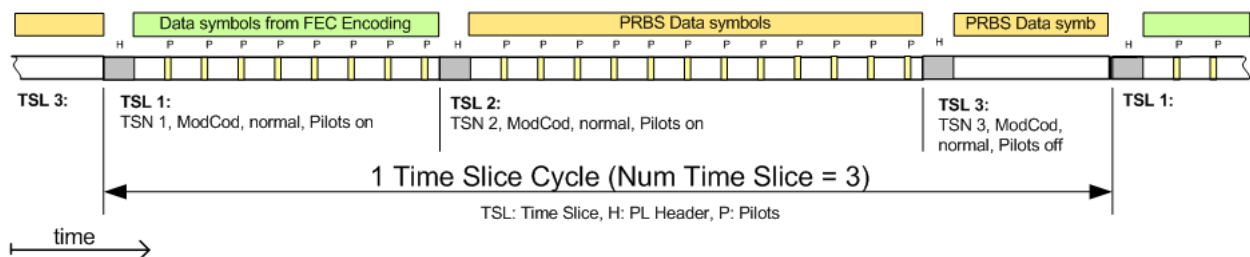 Data symbols from FEC Encoding
PRBS Data symbols
PRBS Data symb
H P P P P P P P P H P P P P P P P P P P P P H H P P
TSL 3:
TSL 1:
TSN 1, ModCod, normal, Pilots on
TSL 2:
TSN 2, ModCod, normal, Pilots on
TSL 3:
TSN 3, ModCod,
normal, Pilots off
TSL 1:
1 Time Slice Cycle (Num Time Slice = 3)
TSL: Time Slice, H: PL Header, P: Pilots
time